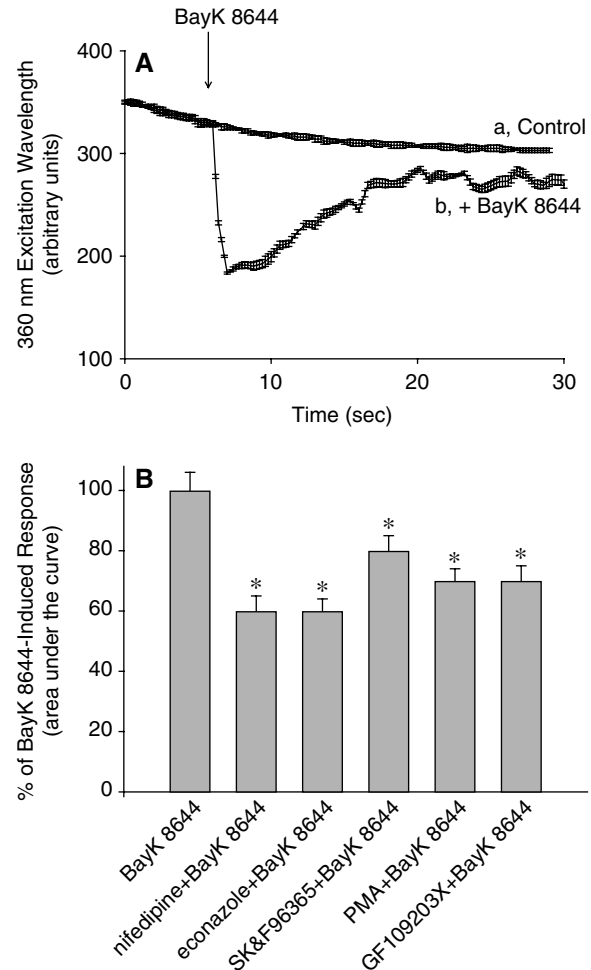 BayK 8644
A
400
300
200
100
360 nm Excitation Wavelength
(arbitrary units)
a, Control
b, + BayK 8644
0
10
20
30
Time (sec)
B
100
80
60
40
20
0
% of BayK 8644-Induced Response
(area under the curve)
*
*
*
*
*
BayK 8644
nifedipine+BayK 8644
econazole+BayK 8644
SK&F96365+BayK 8644
PMA+BayK 8644
GF109203X+BayK 8644